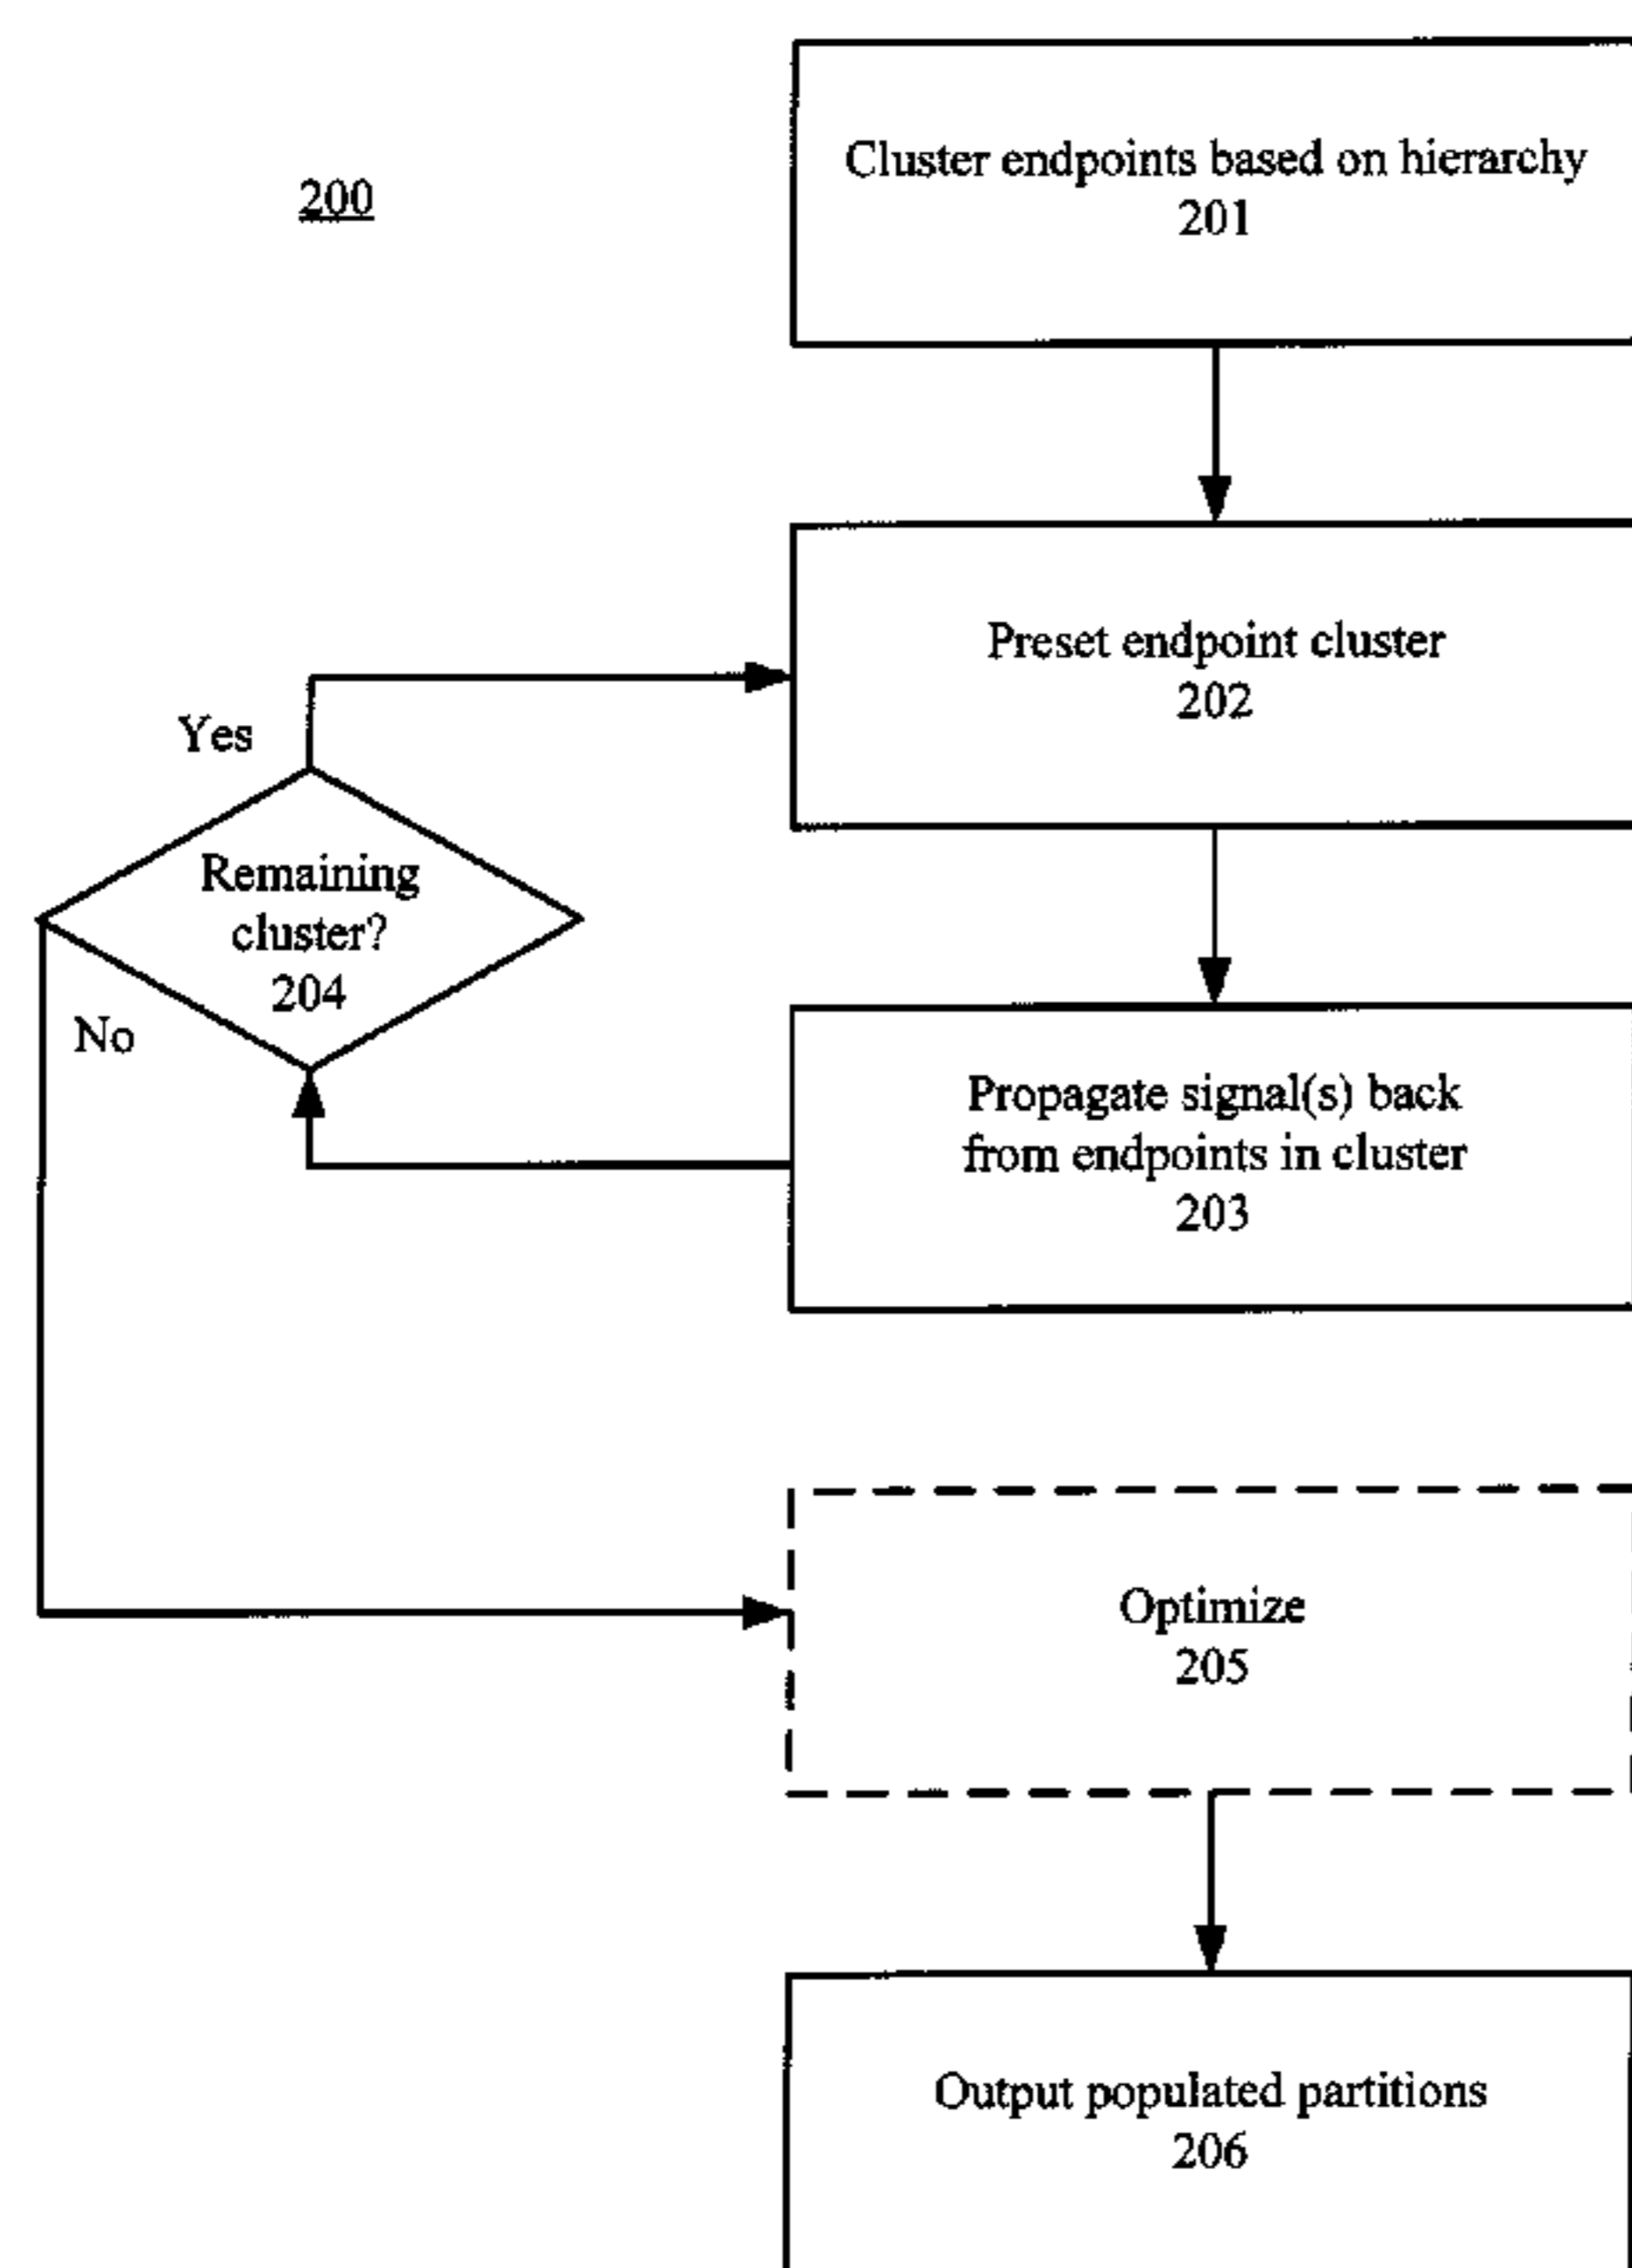 200
Cluster endpoints based on hierarchy
201
Preset endpoint cluster
202
Yes
Remaining
cluster?
204
No
Propagate signal(s) back
from endpoints in cluster
203
Optimize
205
Output populated partitions
206